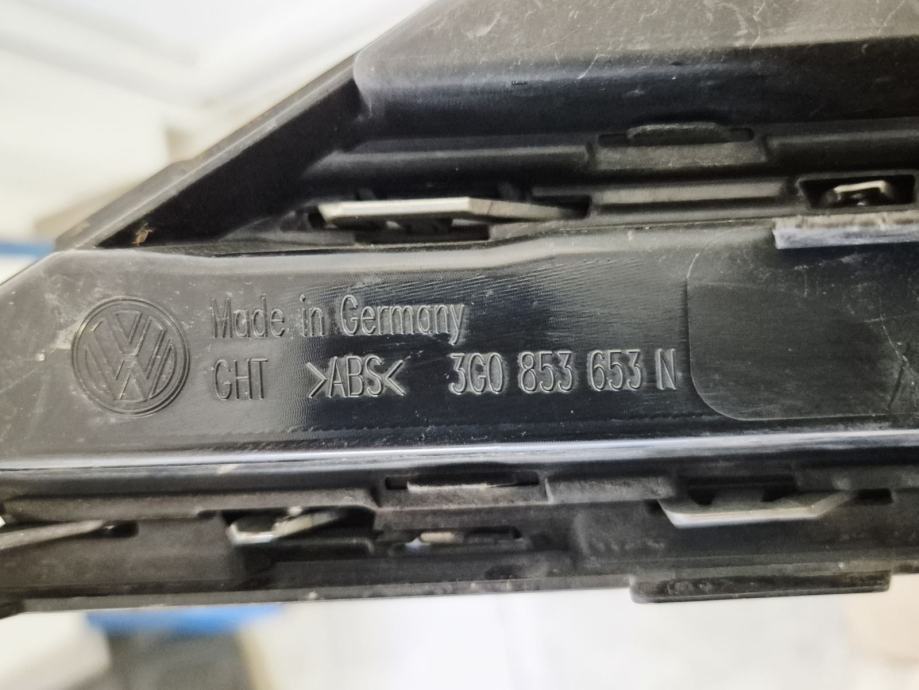 Made in Germany
CHT >ABS< 3G0 853 653 N